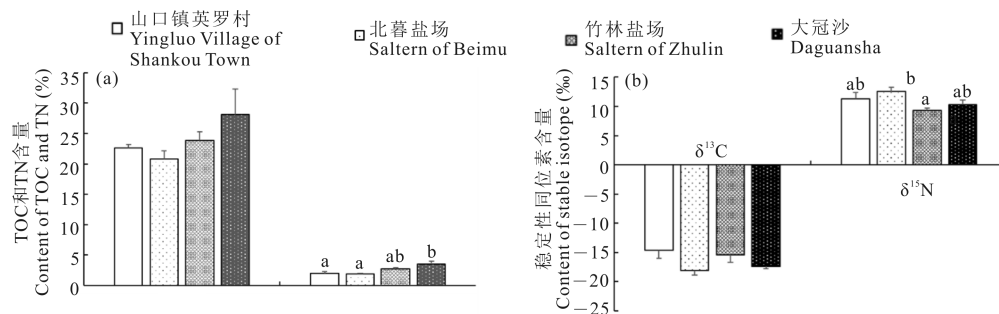 山口镇英罗村
Yingluo Village of
Shankou Town
北暮盐场
Saltern of Beimu
竹林盐场
Saltern of Zhulin
大冠沙
Daguansha
(a)
TOC和TN含量
Content of TOC and TN (%)
35
30
25
20
15
10
5
0
a
a
ab
b
(b)
稳定性同位素含量
Content of stable isotope (‰)
15
10
5
0
−5
−10
−15
−20
−25
ab
b
a
ab
δ¹³C
δ¹⁵N